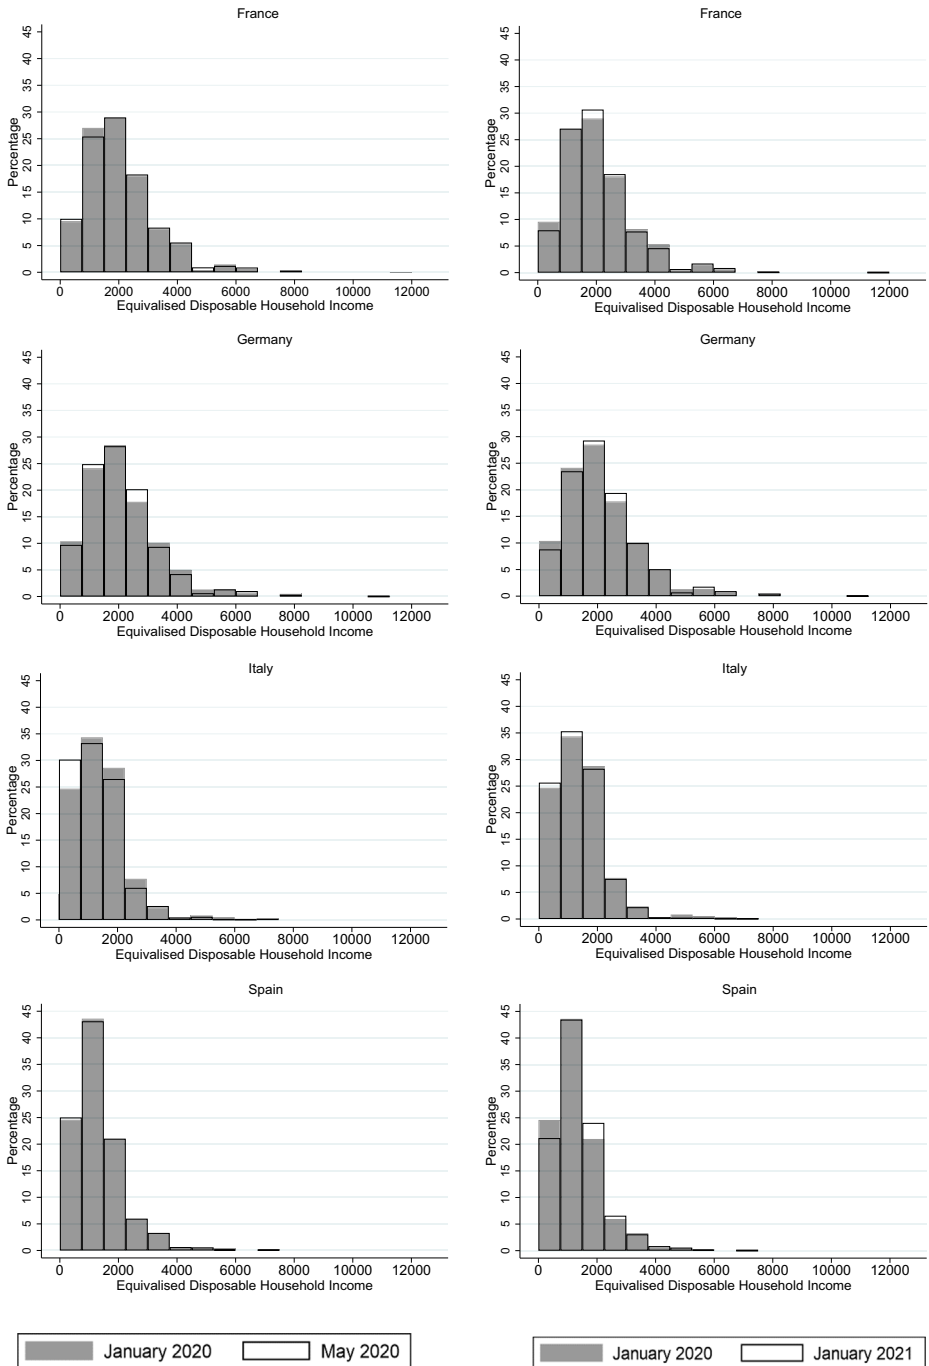 France
45
40
35
30
25
20
15
10
5
0
Percentage
0 2000 4000 6000 8000 10000 12000
Equivalised Disposable Household Income
France
45
40
35
30
25
20
15
10
5
0
Percentage
0 2000 4000 6000 8000 10000 12000
Equivalised Disposable Household Income
Germany
45
40
35
30
25
20
15
10
5
0
Percentage
0 2000 4000 6000 8000 10000 12000
Equivalised Disposable Household Income
Germany
45
40
35
30
25
20
15
10
5
0
Percentage
0 2000 4000 6000 8000 10000 12000
Equivalised Disposable Household Income
Italy
45
40
35
30
25
20
15
10
5
0
Percentage
0 2000 4000 6000 8000 10000 12000
Equivalised Disposable Household Income
Italy
45
40
35
30
25
20
15
10
5
0
Percentage
0 2000 4000 6000 8000 10000 12000
Equivalised Disposable Household Income
Spain
45
40
35
30
25
20
15
10
5
0
Percentage
0 2000 4000 6000 8000 10000 12000
Equivalised Disposable Household Income
Spain
45
40
35
30
25
20
15
10
5
0
Percentage
0 2000 4000 6000 8000 10000 12000
Equivalised Disposable Household Income
January 2020 May 2020
January 2020 January 2021